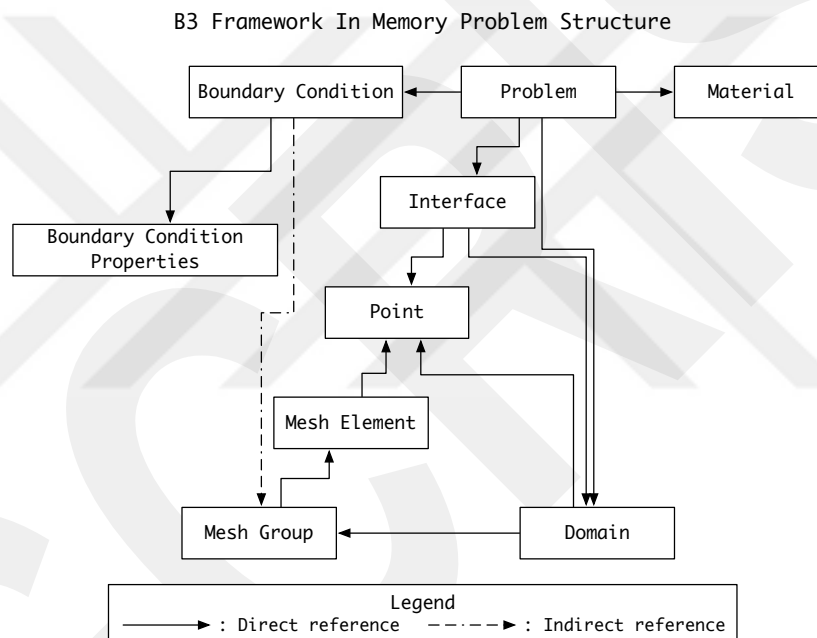 B3 Framework In Memory Problem Structure
Boundary Condition
Problem
Material
Interface
Boundary Condition
Properties
Point
Mesh Element
Mesh Group
Domain
Legend
: Direct reference
: Indirect reference